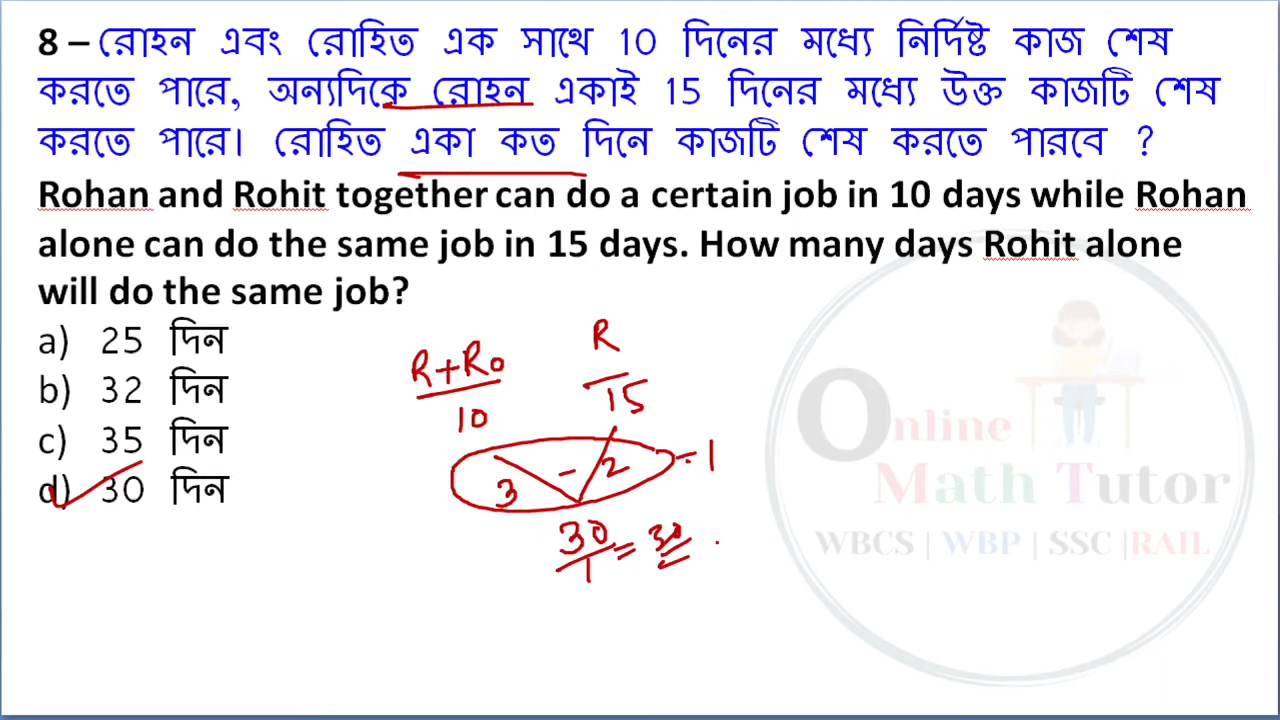 8 – রোহন এবং রোহিত এক সাথে 10 দিনের মধ্যে নির্দিষ্ট কাজ শেষ
করতে পারে, অন্যদিকে রোহন একাই 15 দিনের মধ্যে উক্ত কাজটি শেষ
করতে পারে। রোহিত একা কত দিনে কাজটি শেষ করতে পারবে ?
Rohan and Rohit together can do a certain job in 10 days while Rohan
alone can do the same job in 15 days. How many days Rohit alone
will do the same job?
a) 25 দিন
b) 32 দিন
c) 35 দিন
d) 30 দিন
R+Ro
10
R
15
3 - 2 = 1
30
1
= 30
Online
Math Tutor
WBCS | WBP | SSC |RAIL